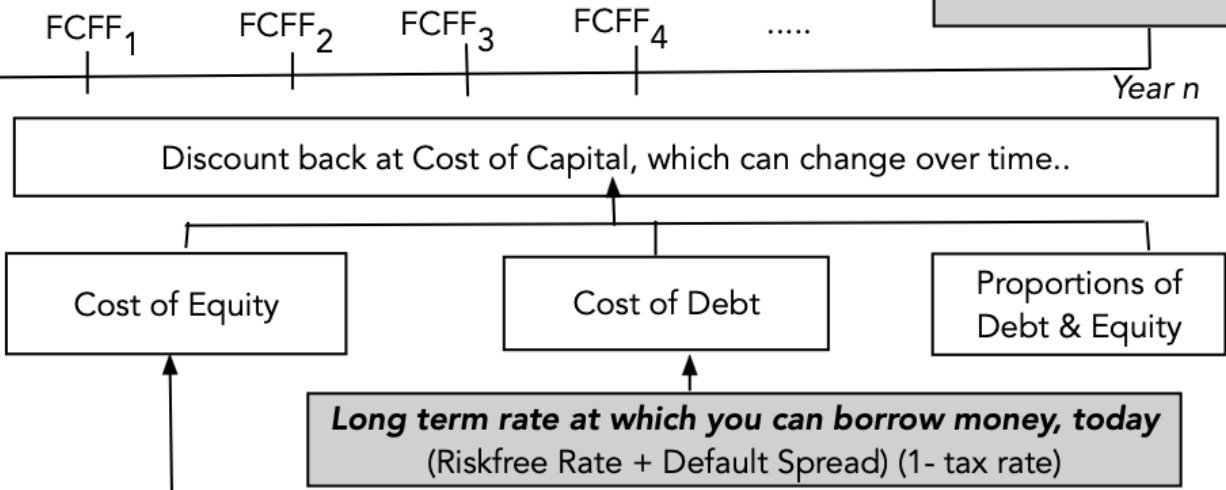 FCFF1 FCFF2 FCFF3 FCFF4 .....
Year n
Discount back at Cost of Capital, which can change over time..
Cost of Equity
Cost of Debt
Proportions of
Debt & Equity
Long term rate at which you can borrow money, today
(Riskfree Rate + Default Spread) (1- tax rate)